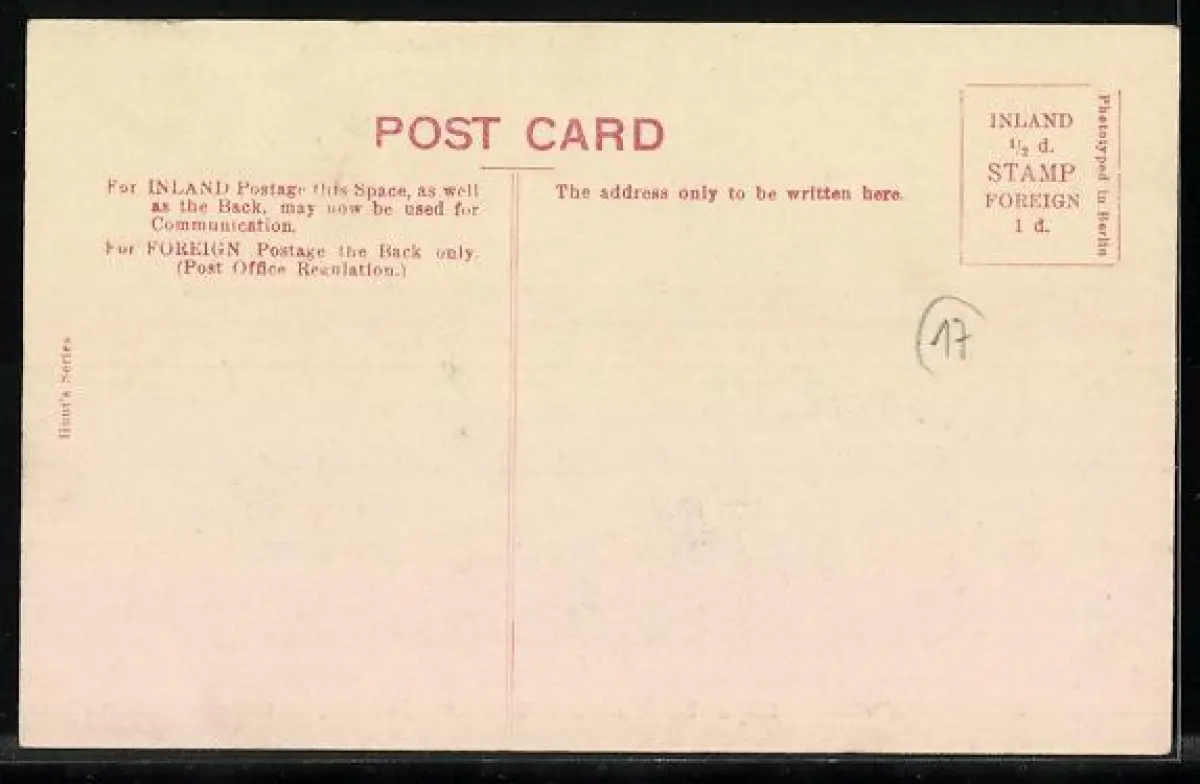 POST CARD
For INLAND Postage this Space, as well
as the Back, may now be used for
Communication.
For FOREIGN Postage the Back only.
(Post Office Regulation.)
The address only to be written here.
INLAND
1/2 d.
STAMP
FOREIGN
1 d.
Phototyped in Berlin
17
Hunt's Series